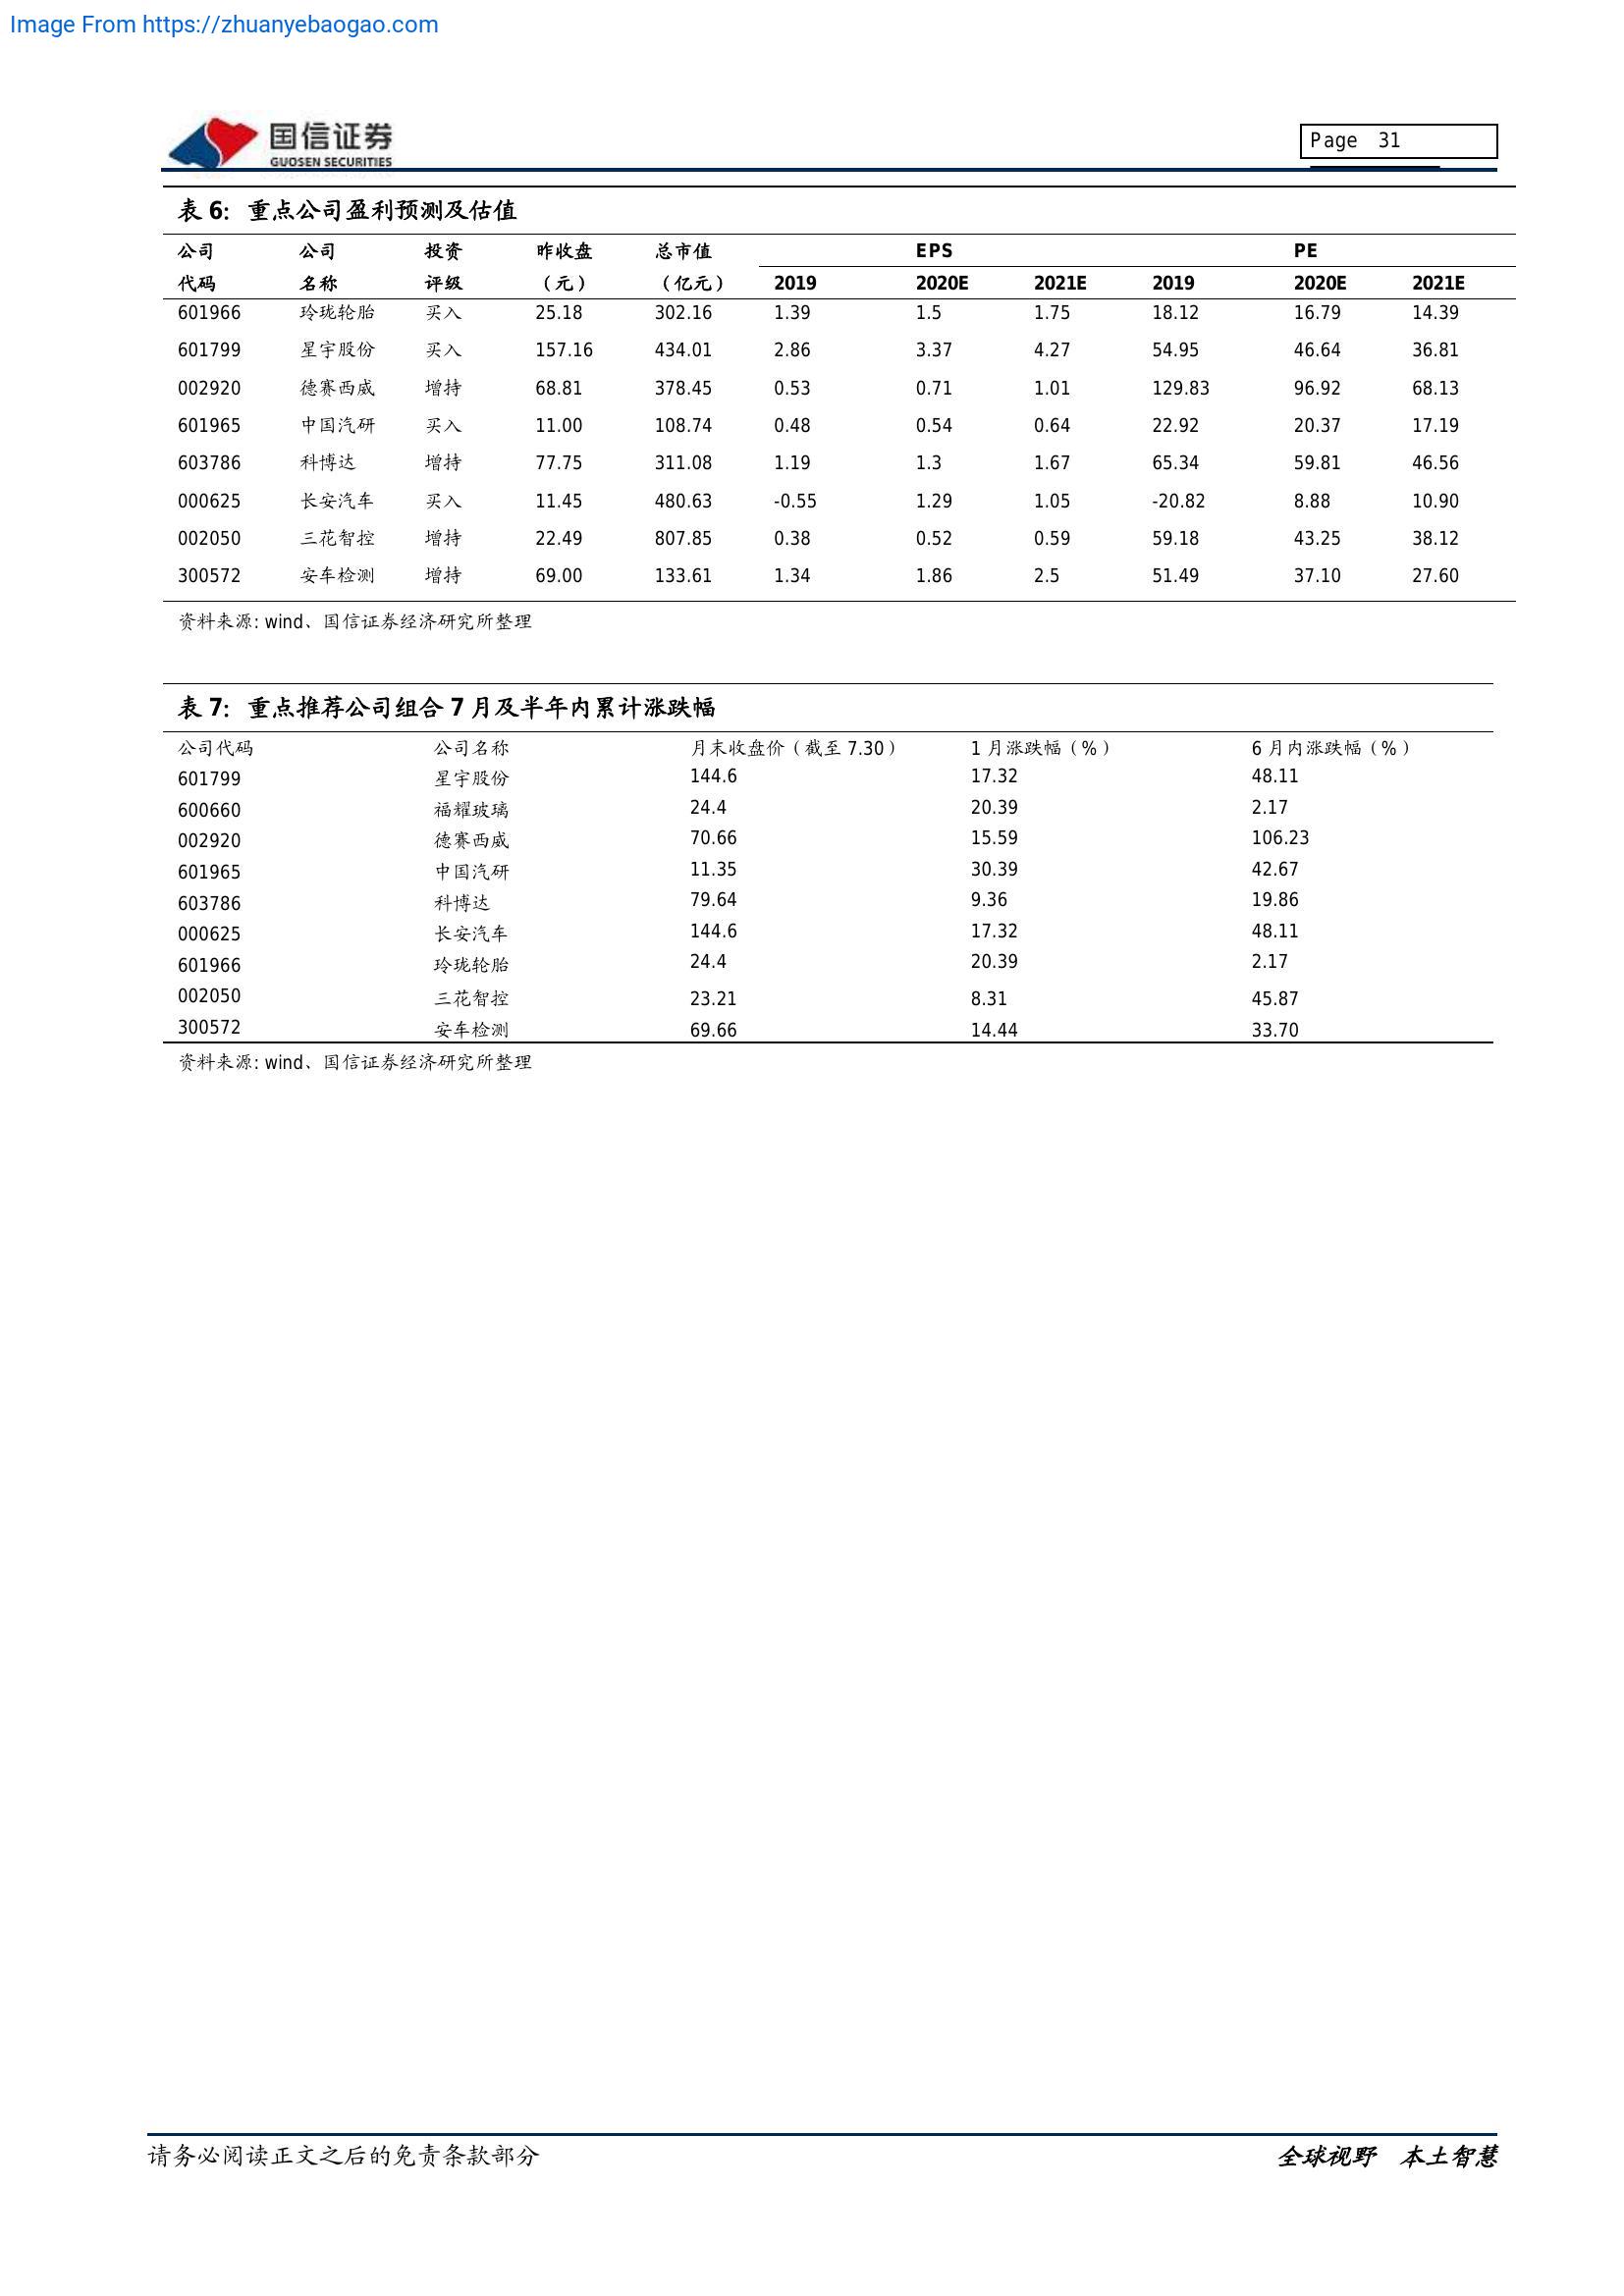 Image From https://zhuanyebaogao.com
国信证券
GUOSEN SECURITIES
Page 31
表 6: 重点公司盈利预测及估值
公司 公司 投资 昨收盘 总市值 EPS PE
代码 名称 评级 （元） （亿元） 2019 2020E 2021E 2019 2020E 2021E
601966 玲珑轮胎 买入 25.18 302.16 1.39 1.5 1.75 18.12 16.79 14.39
601799 星宇股份 买入 157.16 434.01 2.86 3.37 4.27 54.95 46.64 36.81
002920 德赛西威 增持 68.81 378.45 0.53 0.71 1.01 129.83 96.92 68.13
601965 中国汽研 买入 11.00 108.74 0.48 0.54 0.64 22.92 20.37 17.19
603786 科博达 增持 77.75 311.08 1.19 1.3 1.67 65.34 59.81 46.56
000625 长安汽车 买入 11.45 480.63 -0.55 1.29 1.05 -20.82 8.88 10.90
002050 三花智控 增持 22.49 807.85 0.38 0.52 0.59 59.18 43.25 38.12
300572 安车检测 增持 69.00 133.61 1.34 1.86 2.5 51.49 37.10 27.60
资料来源: wind、国信证券经济研究所整理
表 7: 重点推荐公司组合 7 月及半年内累计涨跌幅
公司代码 公司名称 月末收盘价（截至 7.30） 1 月涨跌幅（%） 6 月内涨跌幅（%）
601799 星宇股份 144.6 17.32 48.11
600660 福耀玻璃 24.4 20.39 2.17
002920 德赛西威 70.66 15.59 106.23
601965 中国汽研 11.35 30.39 42.67
603786 科博达 79.64 9.36 19.86
000625 长安汽车 144.6 17.32 48.11
601966 玲珑轮胎 24.4 20.39 2.17
002050 三花智控 23.21 8.31 45.87
300572 安车检测 69.66 14.44 33.70
资料来源: wind、国信证券经济研究所整理
请务必阅读正文之后的免责条款部分
全球视野 本土智慧